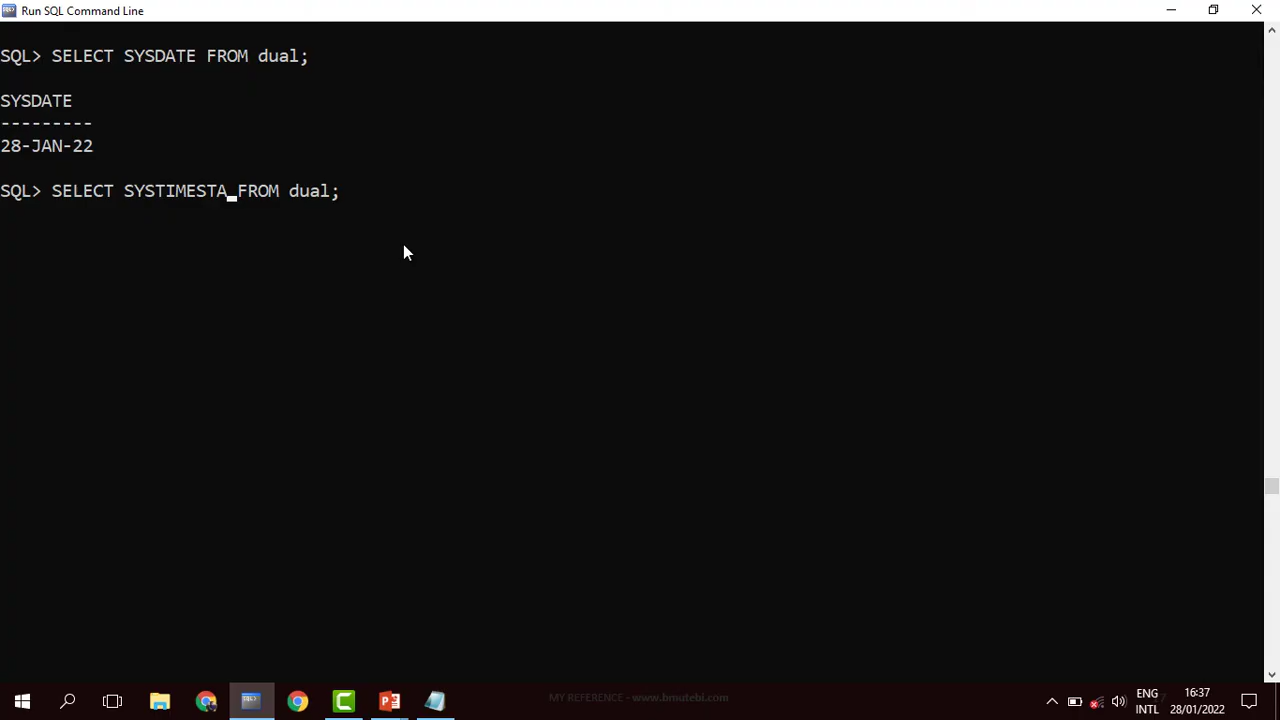 Run SQL Command Line
SQL> SELECT SYSDATE FROM dual;
SYSDATE
---------
28-JAN-22
SQL> SELECT SYSTIMESTA_FROM dual;
MY REFERENCE - www.bmutebi.com
ENG
INTL
16:37
28/01/2022